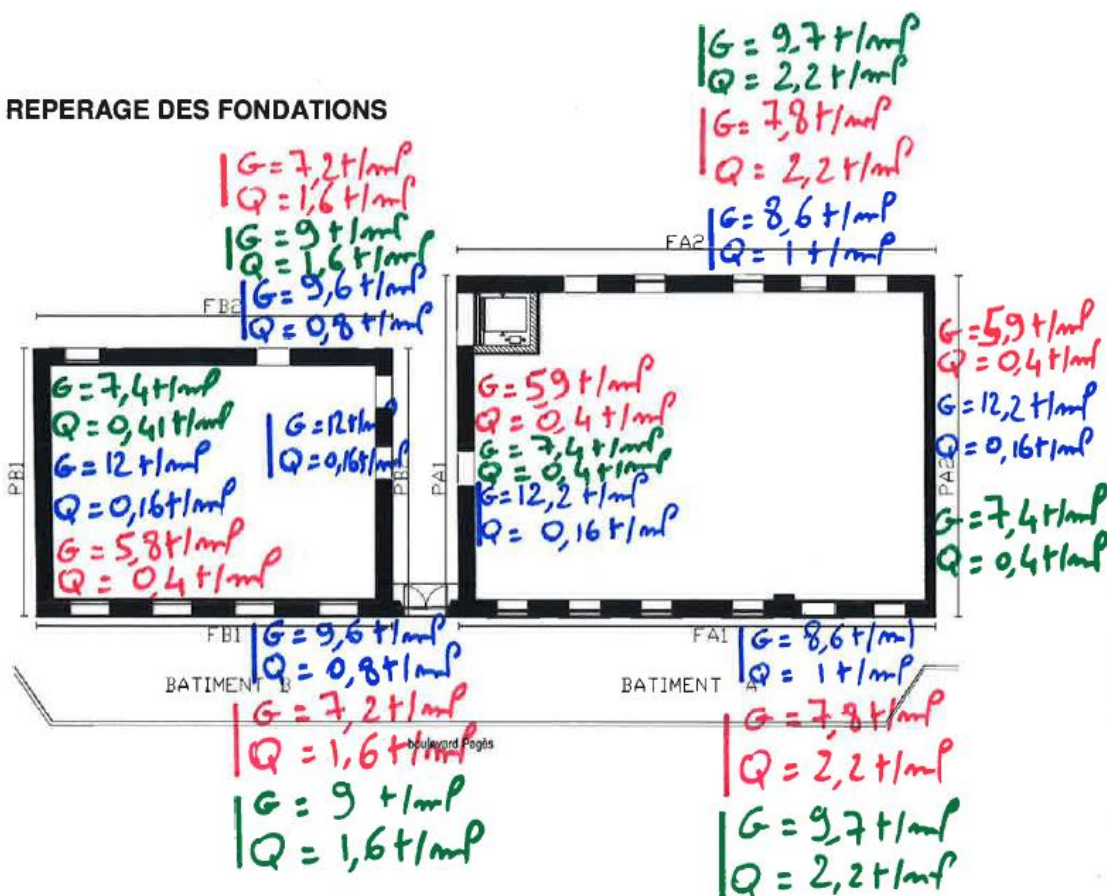 G = 9,7 t/ml
Q = 2,2 t/ml
REPERAGE DES FONDATIONS
G = 7,8 t/ml
Q = 2,2 t/ml
G = 7,2 t/ml
Q = 1,6 t/ml
G = 9 t/ml
Q = 1,6 t/ml
G = 9,6 t/ml
Q = 0,8 t/ml
FB2
G = 8,6 t/ml
Q = 1 t/ml
FA2
PB1
G = 7,4 t/ml
Q = 0,41 t/ml
G = 12 t/ml
Q = 0,16 t/ml
G = 5,8 t/ml
Q = 0,4 t/ml
G = 12 t/ml
Q = 0,16 t/ml
PA1
G = 5,9 t/ml
Q = 0,4 t/ml
G = 7,4 t/ml
Q = 0,4 t/ml
G = 12,2 t/ml
Q = 0,16 t/ml
G = 5,9 t/ml
Q = 0,4 t/ml
G = 12,2 t/ml
Q = 0,16 t/ml
PA2
G = 7,4 t/ml
Q = 0,4 t/ml
FB1
G = 9,6 t/ml
Q = 0,8 t/ml
BATIMENT B
G = 7,2 t/ml
Q = 1,6 t/ml
boulevard Pagès
G = 9 t/ml
Q = 1,6 t/ml
FA1
G = 8,6 t/ml
Q = 1 t/ml
BATIMENT A
G = 7,8 t/ml
Q = 2,2 t/ml
G = 9,7 t/ml
Q = 2,2 t/ml